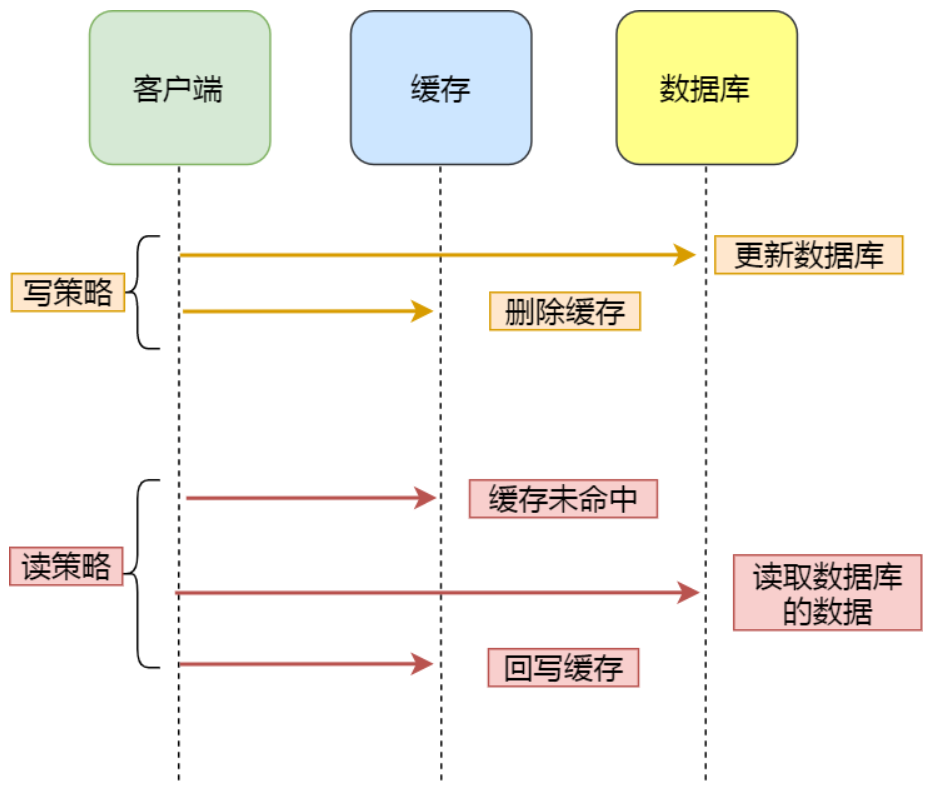 客户端
缓存
数据库
更新数据库
写策略
删除缓存
缓存未命中
读策略
读取数据库
的数据
回写缓存